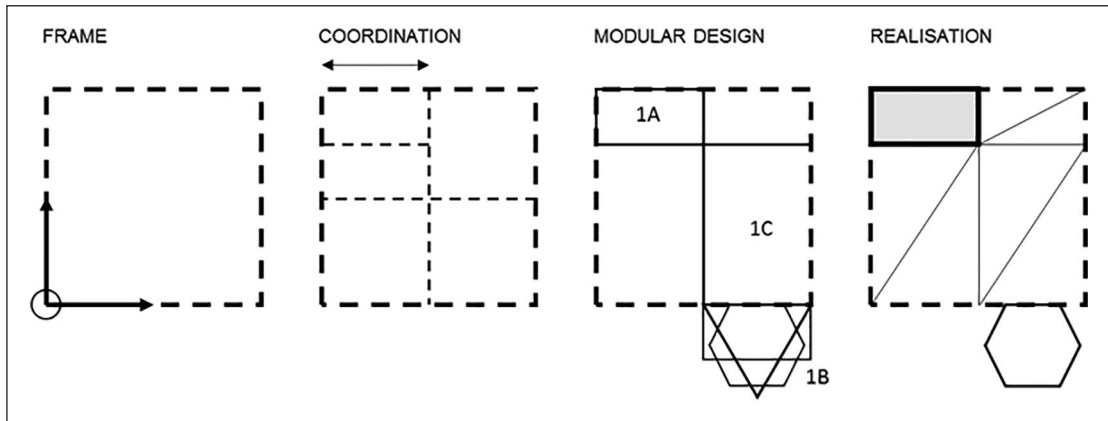 FRAME
COORDINATION
MODULAR DESIGN
REALISATION
1A
1C
1B